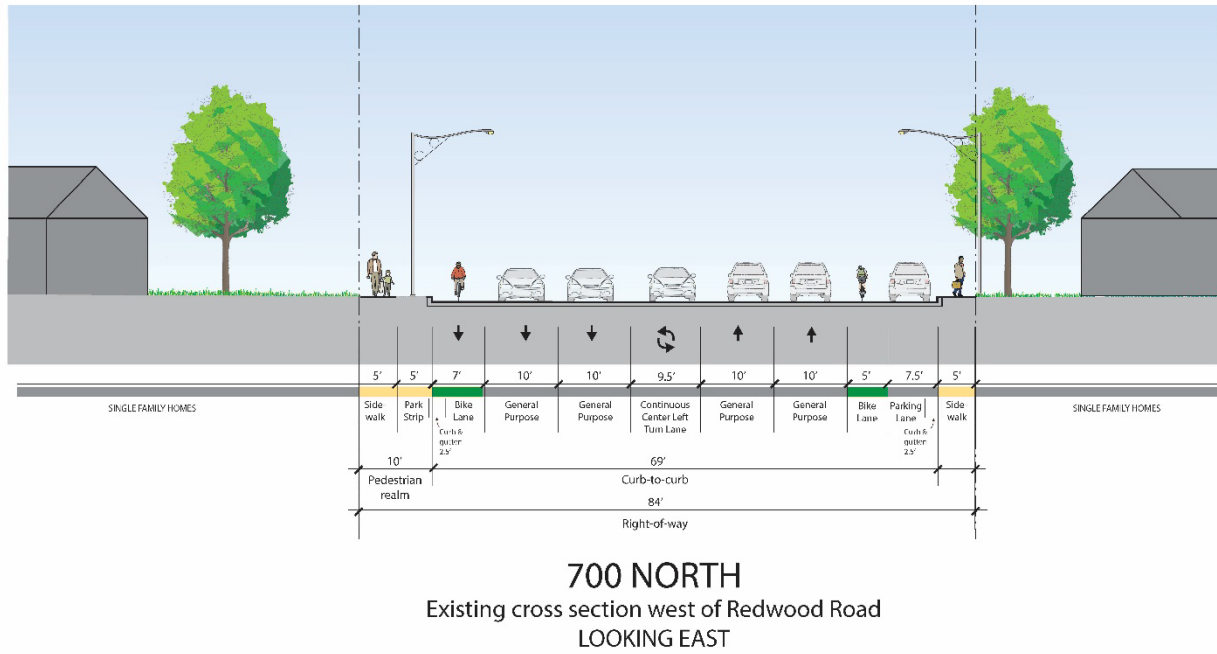 5' 5' 7' 10' 10' 9.5' 10' 10' 5' 7.5' 5'
SINGLE FAMILY HOMES
Side-
walk
Park
Strip
Curb &
gutter
2.5'
Bike
Lane
General
Purpose
General
Purpose
Continuous
Center Left
Turn Lane
General
Purpose
General
Purpose
Bike
Lane
Parking
Lane
Curb &
gutter
2.5'
Side
walk
SINGLE FAMILY HOMES
10'
Pedestrian
realm
69'
Curb-to-curb
84'
Right-of-way
700 NORTH
Existing cross section west of Redwood Road
LOOKING EAST